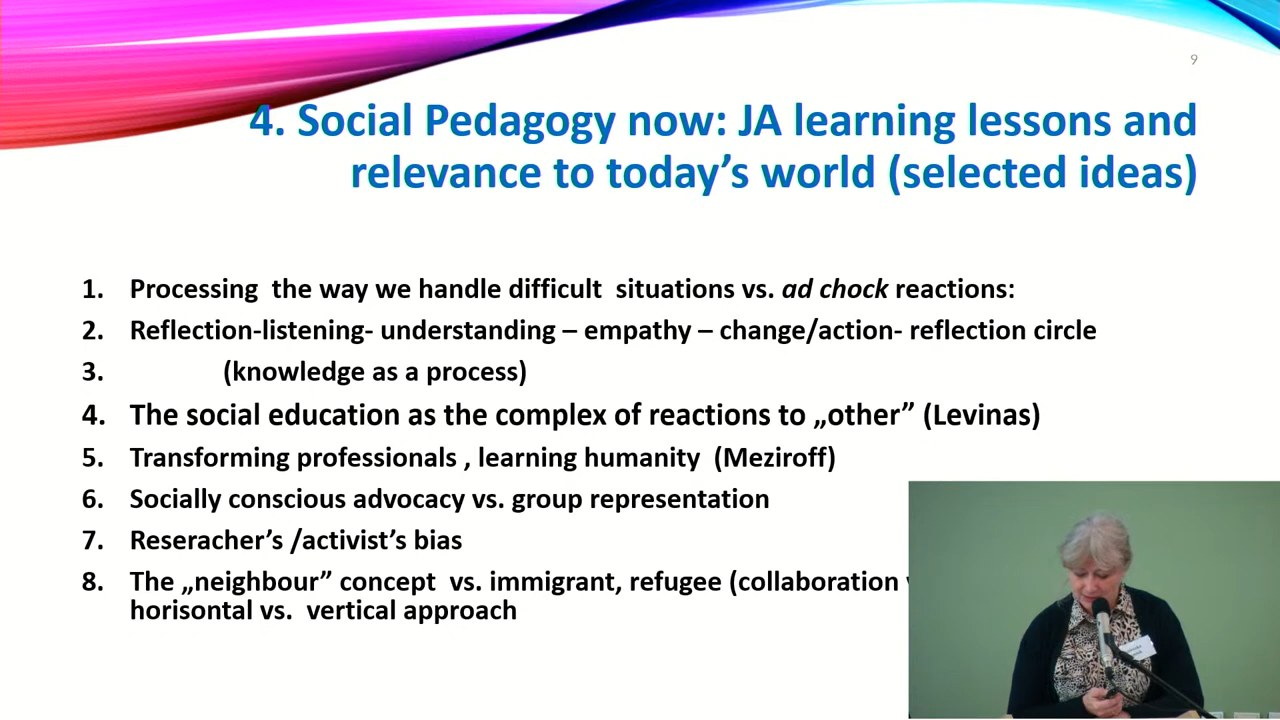 9
4. Social Pedagogy now: JA learning lessons and
relevance to today's world (selected ideas)
1. Processing the way we handle difficult situations vs. ad chock reactions:
2. Reflection-listening- understanding – empathy – change/action- reflection circle
3. (knowledge as a process)
4. The social education as the complex of reactions to „other” (Levinas)
5. Transforming professionals , learning humanity (Meziroff)
6. Socially conscious advocacy vs. group representation
7. Reseracher's /activist's bias
8. The „neighbour” concept vs. immigrant, refugee (collaboration
horisontal vs. vertical approach